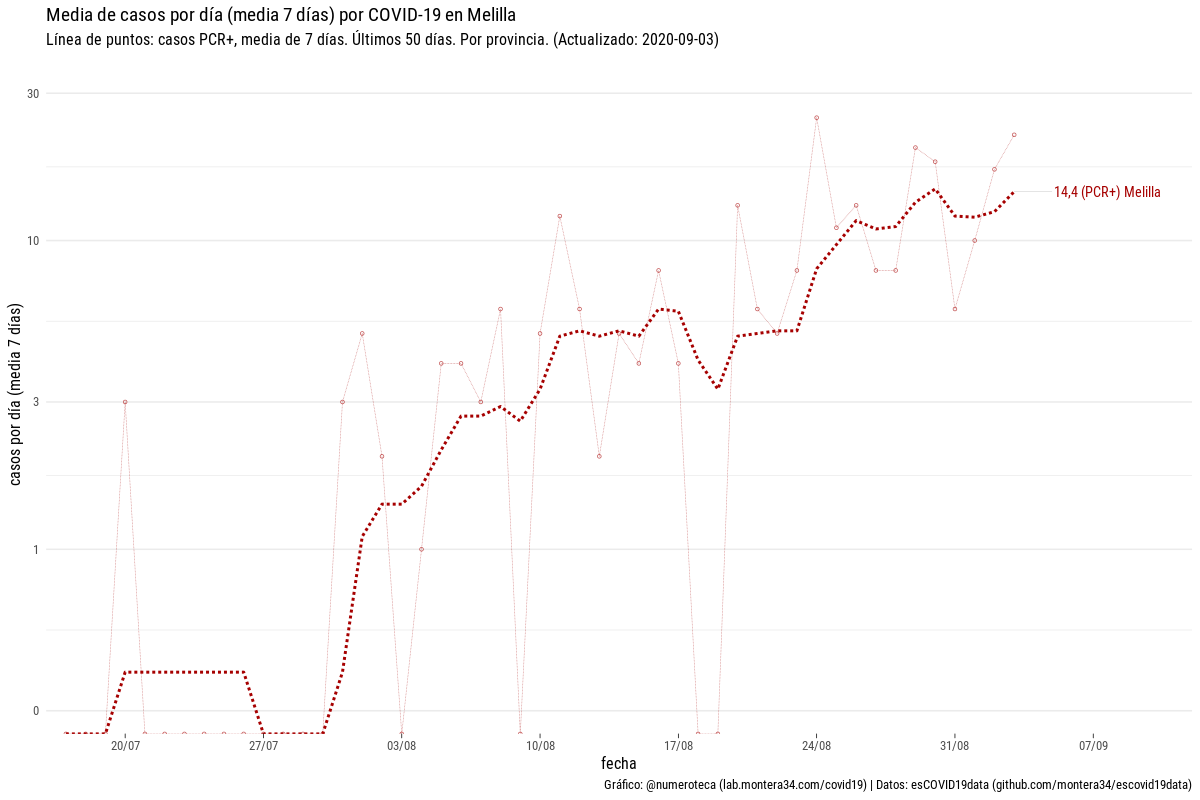 Media de casos por día (media 7 días) por COVID-19 en Melilla
Línea de puntos: casos PCR+, media de 7 días. Últimos 50 días. Por provincia. (Actualizado: 2020-09-03)
casos por día (media 7 días)
30
10
3
1
0
14,4 (PCR+) Melilla
20/07
27/07
03/08
10/08
17/08
24/08
31/08
07/09
fecha
Gráfico: @numeroteca (lab.montera34.com/covid19) | Datos: esCOVID19data (github.com/montera34/escovid19data)